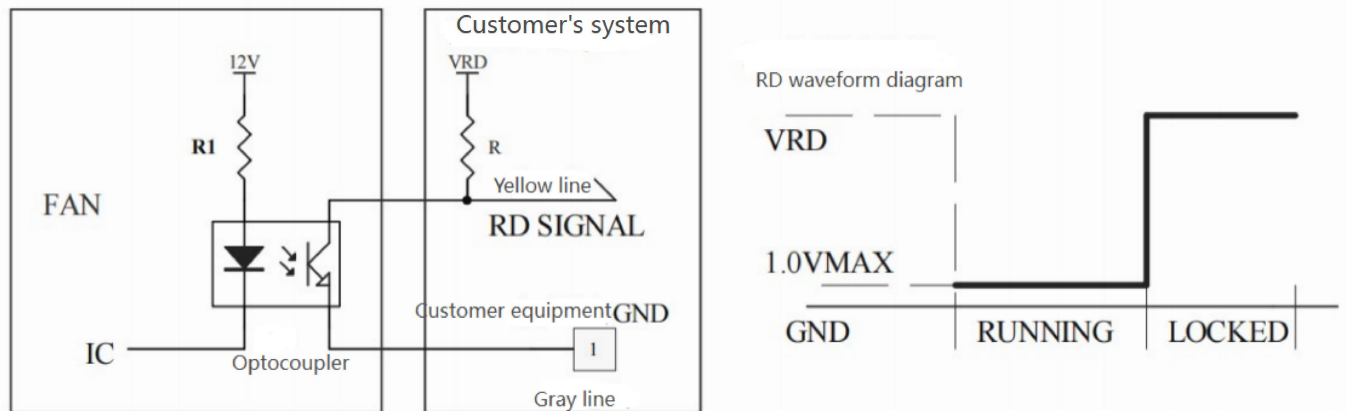 Customer's system
12V
VRD
R1
R
FAN
Yellow line
RD SIGNAL
Customer equipment GND
IC
Optocoupler
1
Gray line
RD waveform diagram
VRD
1.0VMAX
GND
RUNNING
LOCKED